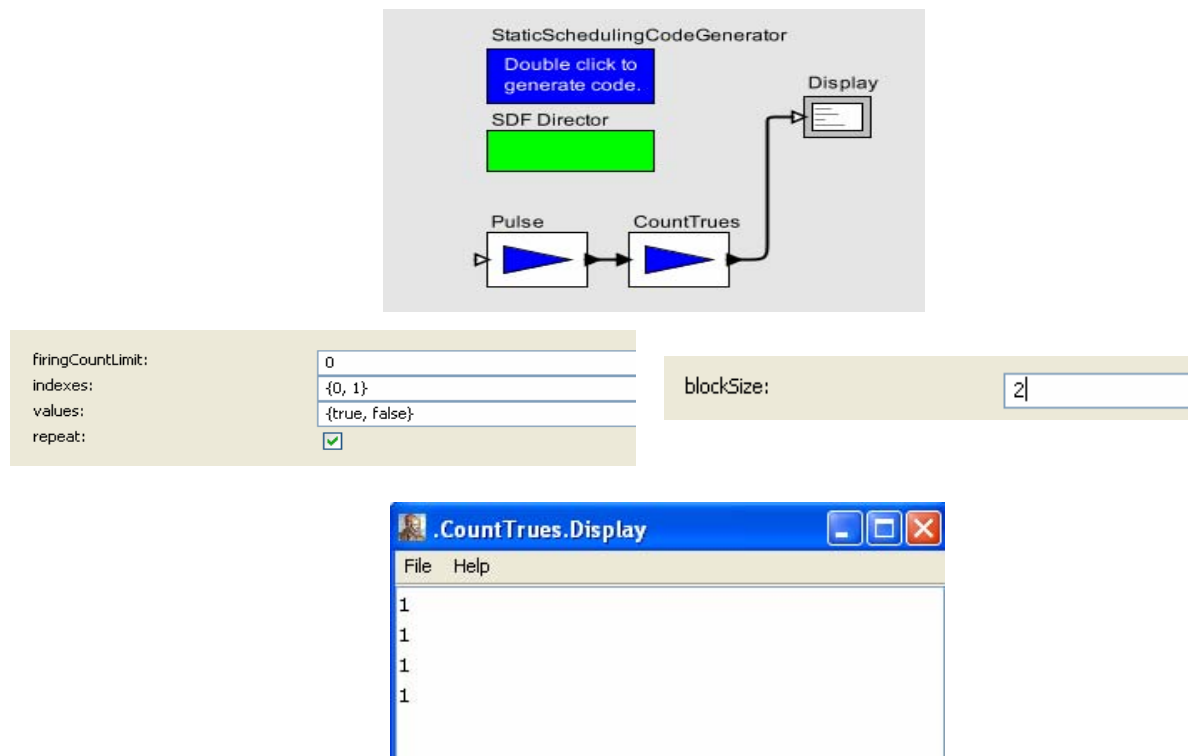 StaticSchedulingCodeGenerator
Double click to
generate code.
Display
SDF Director
Pulse
CountTrues
firingCountLimit:
0
indexes:
{0, 1}
values:
{true, false}
repeat:
blockSize:
2
.CountTrues.Display
File Help
1
1
1
1